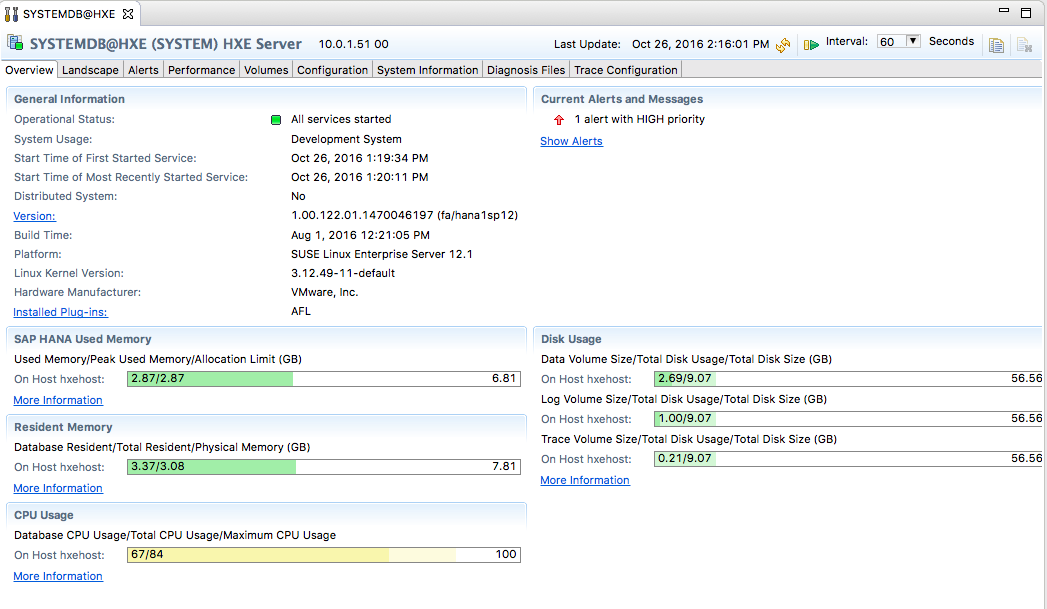 SYSTEMDB@HXE
SYSTEMDB@HXE (SYSTEM) HXE Server 10.0.1.51 00 Last Update: Oct 26, 2016 2:16:01 PM Interval: 60 Seconds
Overview Landscape Alerts Performance Volumes Configuration System Information Diagnosis Files Trace Configuration
General Information
Operational Status: All services started
System Usage: Development System
Start Time of First Started Service: Oct 26, 2016 1:19:34 PM
Start Time of Most Recently Started Service: Oct 26, 2016 1:20:11 PM
Distributed System: No
Version: 1.00.122.01.1470046197 (fa/hana1sp12)
Build Time: Aug 1, 2016 12:21:05 PM
Platform: SUSE Linux Enterprise Server 12.1
Linux Kernel Version: 3.12.49-11-default
Hardware Manufacturer: VMware, Inc.
Installed Plug-ins: AFL
Current Alerts and Messages
1 alert with HIGH priority
Show Alerts
SAP HANA Used Memory
Used Memory/Peak Used Memory/Allocation Limit (GB)
On Host hxehost: 2.87/2.87 6.81
More Information
Resident Memory
Database Resident/Total Resident/Physical Memory (GB)
On Host hxehost: 3.37/3.08 7.81
More Information
CPU Usage
Database CPU Usage/Total CPU Usage/Maximum CPU Usage
On Host hxehost: 67/84 100
More Information
Disk Usage
Data Volume Size/Total Disk Usage/Total Disk Size (GB)
On Host hxehost: 2.69/9.07 56.56
Log Volume Size/Total Disk Usage/Total Disk Size (GB)
On Host hxehost: 1.00/9.07 56.56
Trace Volume Size/Total Disk Usage/Total Disk Size (GB)
On Host hxehost: 0.21/9.07 56.56
More Information